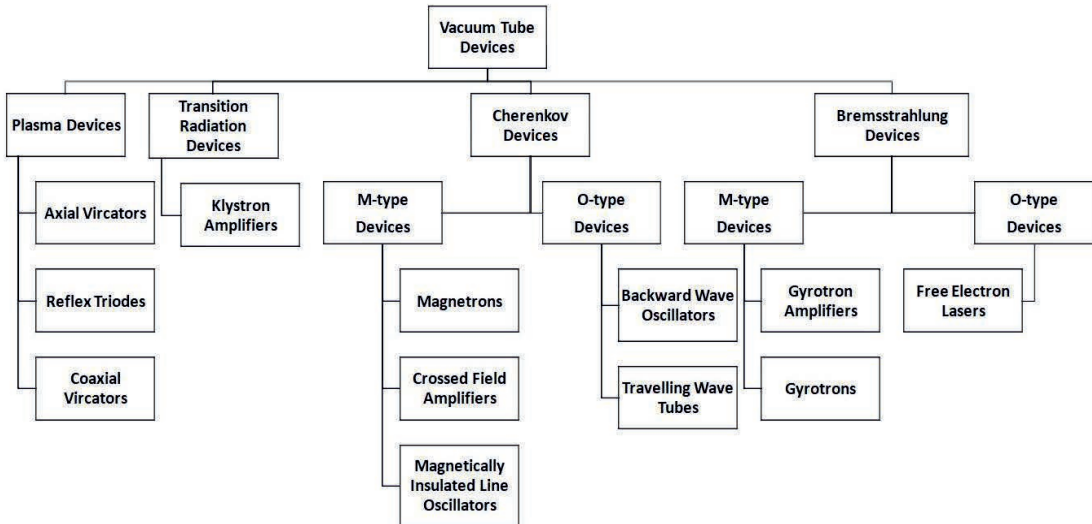 Vacuum Tube
Devices
Plasma Devices
Transition
Radiation
Devices
Cherenkov
Devices
Bremsstrahlung
Devices
Axial Vircators
Reflex Triodes
Coaxial
Vircators
Klystron
Amplifiers
M-type
Devices
O-type
Devices
Magnetrons
Crossed Field
Amplifiers
Magnetically
Insulated Line
Oscillators
Backward Wave
Oscillators
Travelling Wave
Tubes
M-type
Devices
O-type
Devices
Gyrotron
Amplifiers
Gyrotrons
Free Electron
Lasers